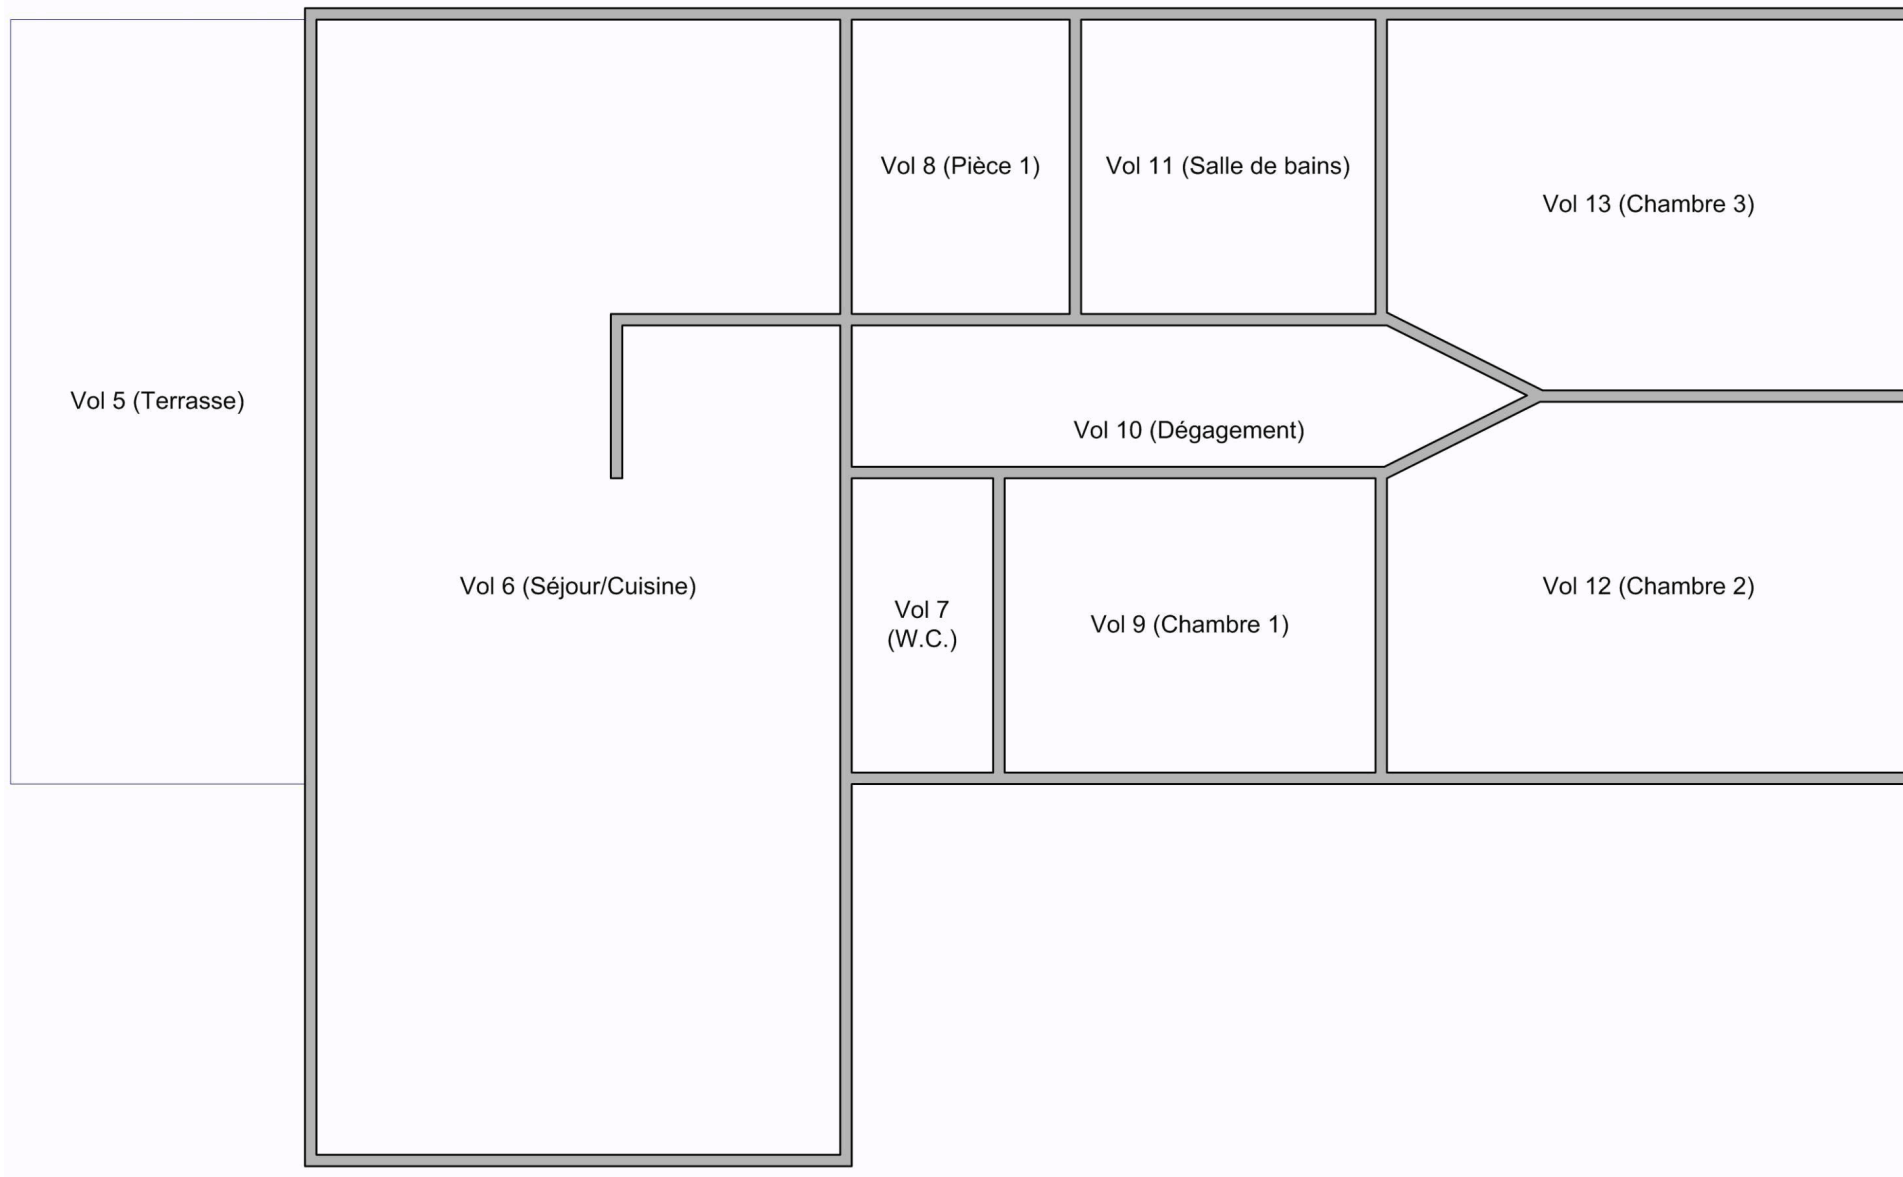 Vol 8 (Pièce 1)
Vol 11 (Salle de bains)
Vol 13 (Chambre 3)
Vol 5 (Terrasse)
Vol 10 (Dégagement)
Vol 6 (Séjour/Cuisine)
Vol 7
(W.C.)
Vol 9 (Chambre 1)
Vol 12 (Chambre 2)